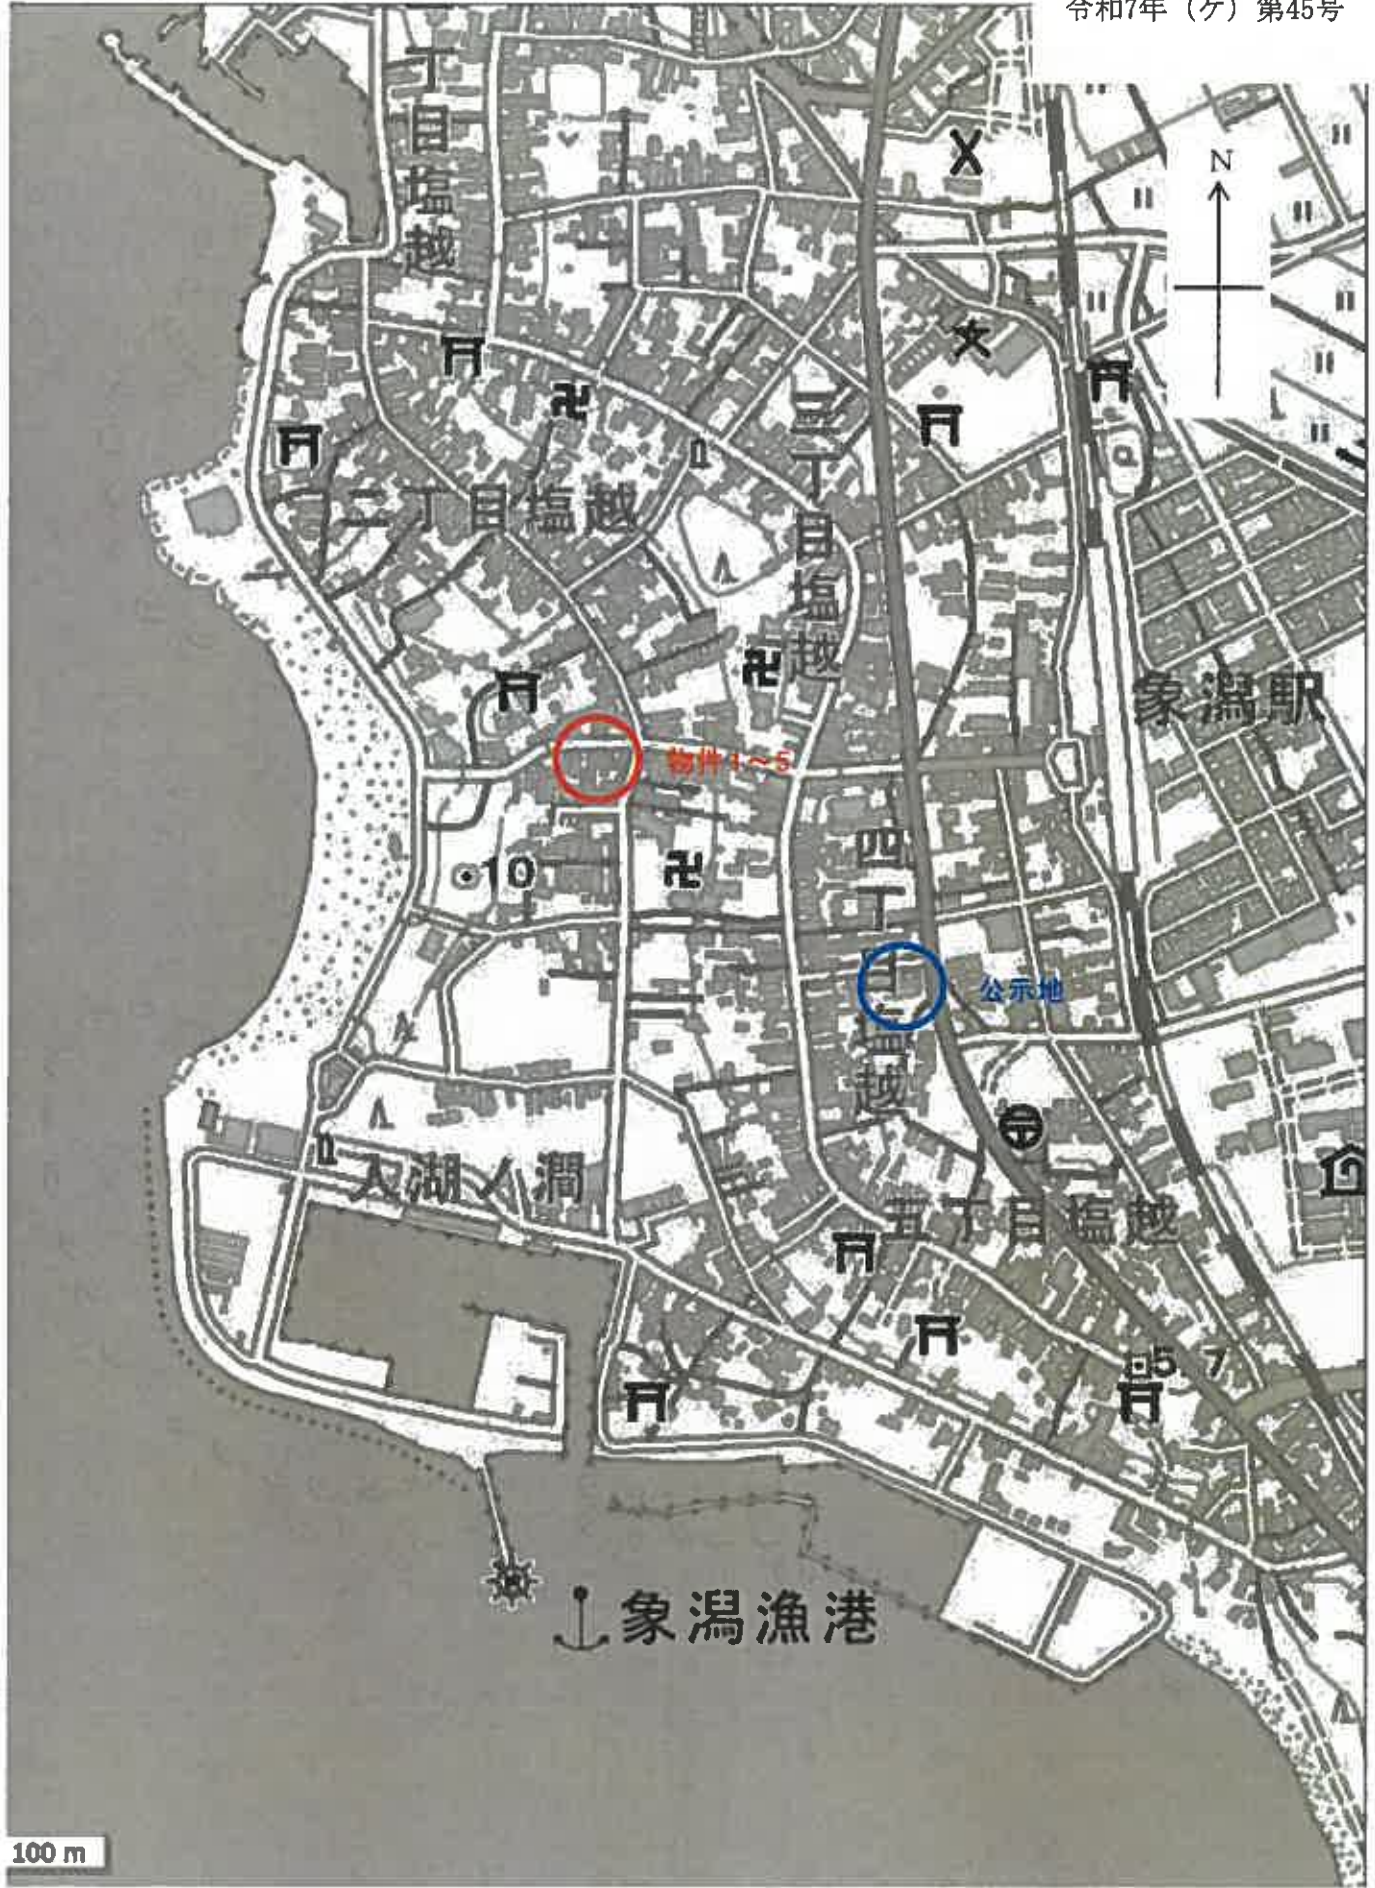 令和7年（ケ）第45号
N
一丁目塩越
二丁目塩越
三丁目塩越
象潟駅
物件1～5
10
四丁目塩越
公示地
入湖ノ澗
五丁目塩越
5.7
象潟漁港
100 m